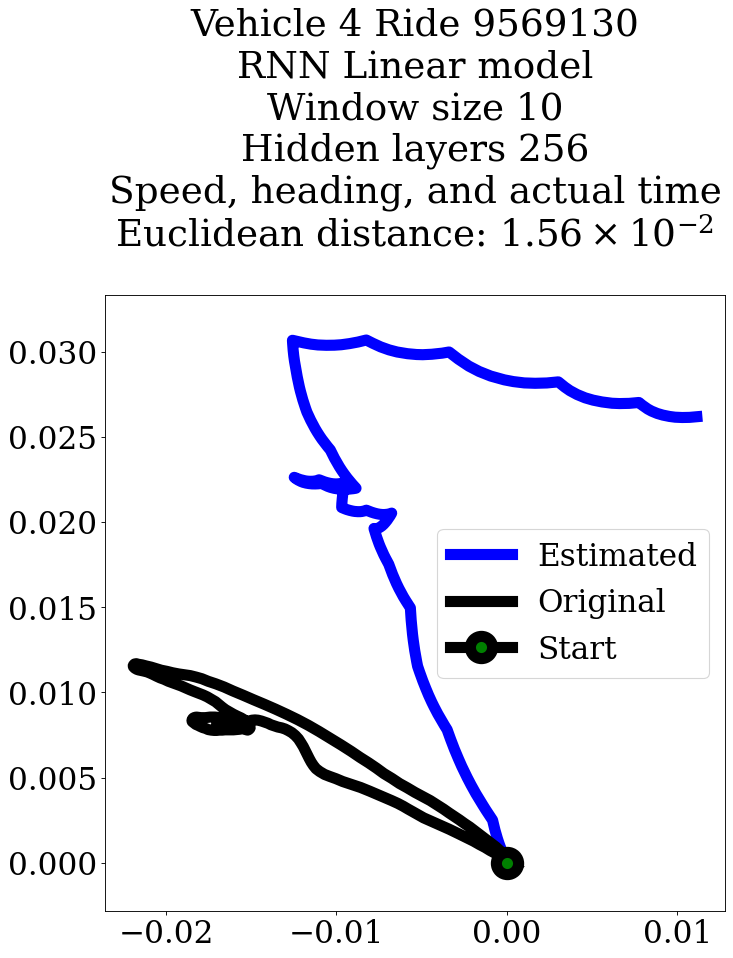 Vehicle 4 Ride 9569130
RNN Linear model
Window size 10
Hidden layers 256
Speed, heading, and actual time
Euclidean distance: 1.56 × 10⁻²
0.030
0.025
0.020
0.015
0.010
0.005
0.000
Estimated
Original
Start
−0.02 −0.01 0.00 0.01